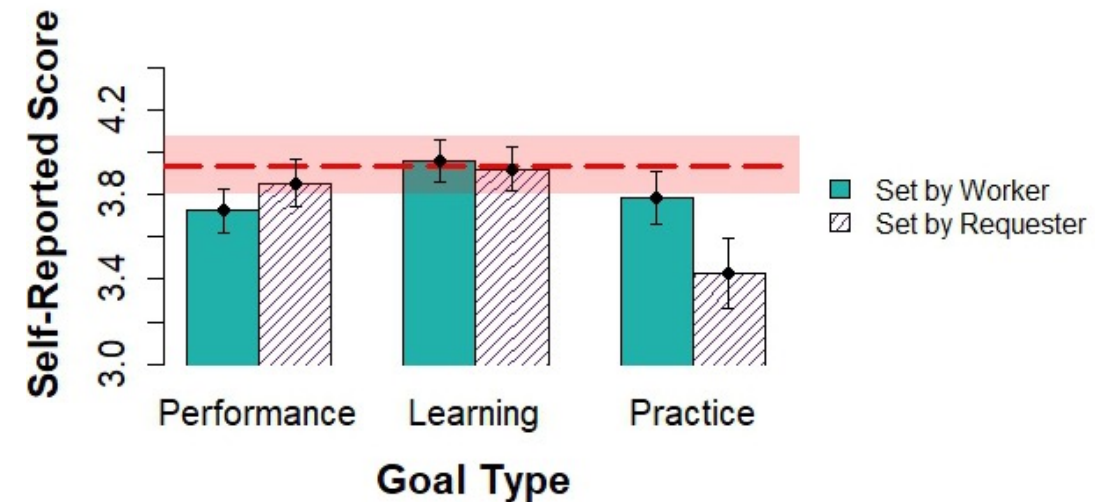 Self-Reported Score
4.2
3.8
3.4
3.0
Performance
Learning
Practice
Goal Type
Set by Worker
Set by Requester